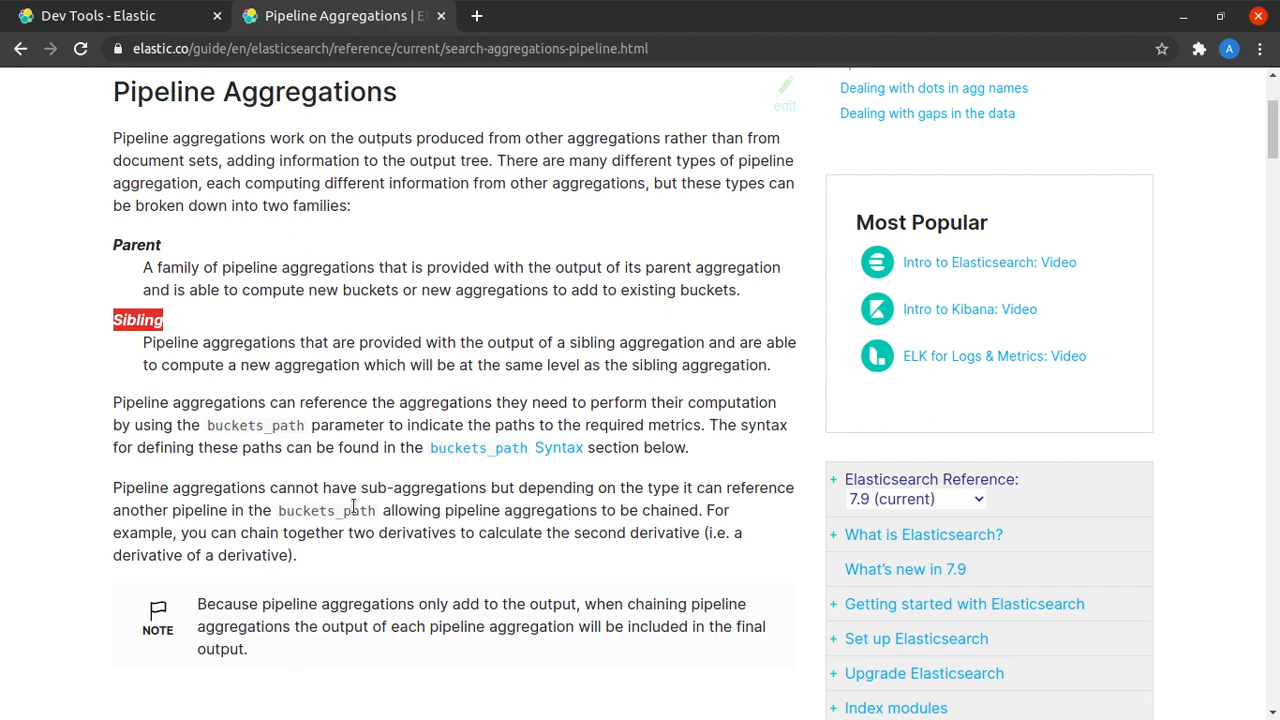 Dev Tools - Elastic
Pipeline Aggregations | E
elastic.co/guide/en/elasticsearch/reference/current/search-aggregations-pipeline.html
A
Pipeline Aggregations
edit
Pipeline aggregations work on the outputs produced from other aggregations rather than from
document sets, adding information to the output tree. There are many different types of pipeline
aggregation, each computing different information from other aggregations, but these types can
be broken down into two families:
Parent
A family of pipeline aggregations that is provided with the output of its parent aggregation
and is able to compute new buckets or new aggregations to add to existing buckets.
Sibling
Pipeline aggregations that are provided with the output of a sibling aggregation and are able
to compute a new aggregation which will be at the same level as the sibling aggregation.
Pipeline aggregations can reference the aggregations they need to perform their computation
by using the buckets_path parameter to indicate the paths to the required metrics. The syntax
for defining these paths can be found in the buckets_path Syntax section below.
Pipeline aggregations cannot have sub-aggregations but depending on the type it can reference
another pipeline in the buckets_path allowing pipeline aggregations to be chained. For
example, you can chain together two derivatives to calculate the second derivative (i.e. a
derivative of a derivative).
NOTE
Because pipeline aggregations only add to the output, when chaining pipeline
aggregations the output of each pipeline aggregation will be included in the final
output.
Dealing with dots in agg names
Dealing with gaps in the data
Most Popular
Intro to Elasticsearch: Video
Intro to Kibana: Video
ELK for Logs & Metrics: Video
+ Elasticsearch Reference:
7.9 (current)
+ What is Elasticsearch?
What's new in 7.9
+ Getting started with Elasticsearch
+ Set up Elasticsearch
+ Upgrade Elasticsearch
+ Index modules